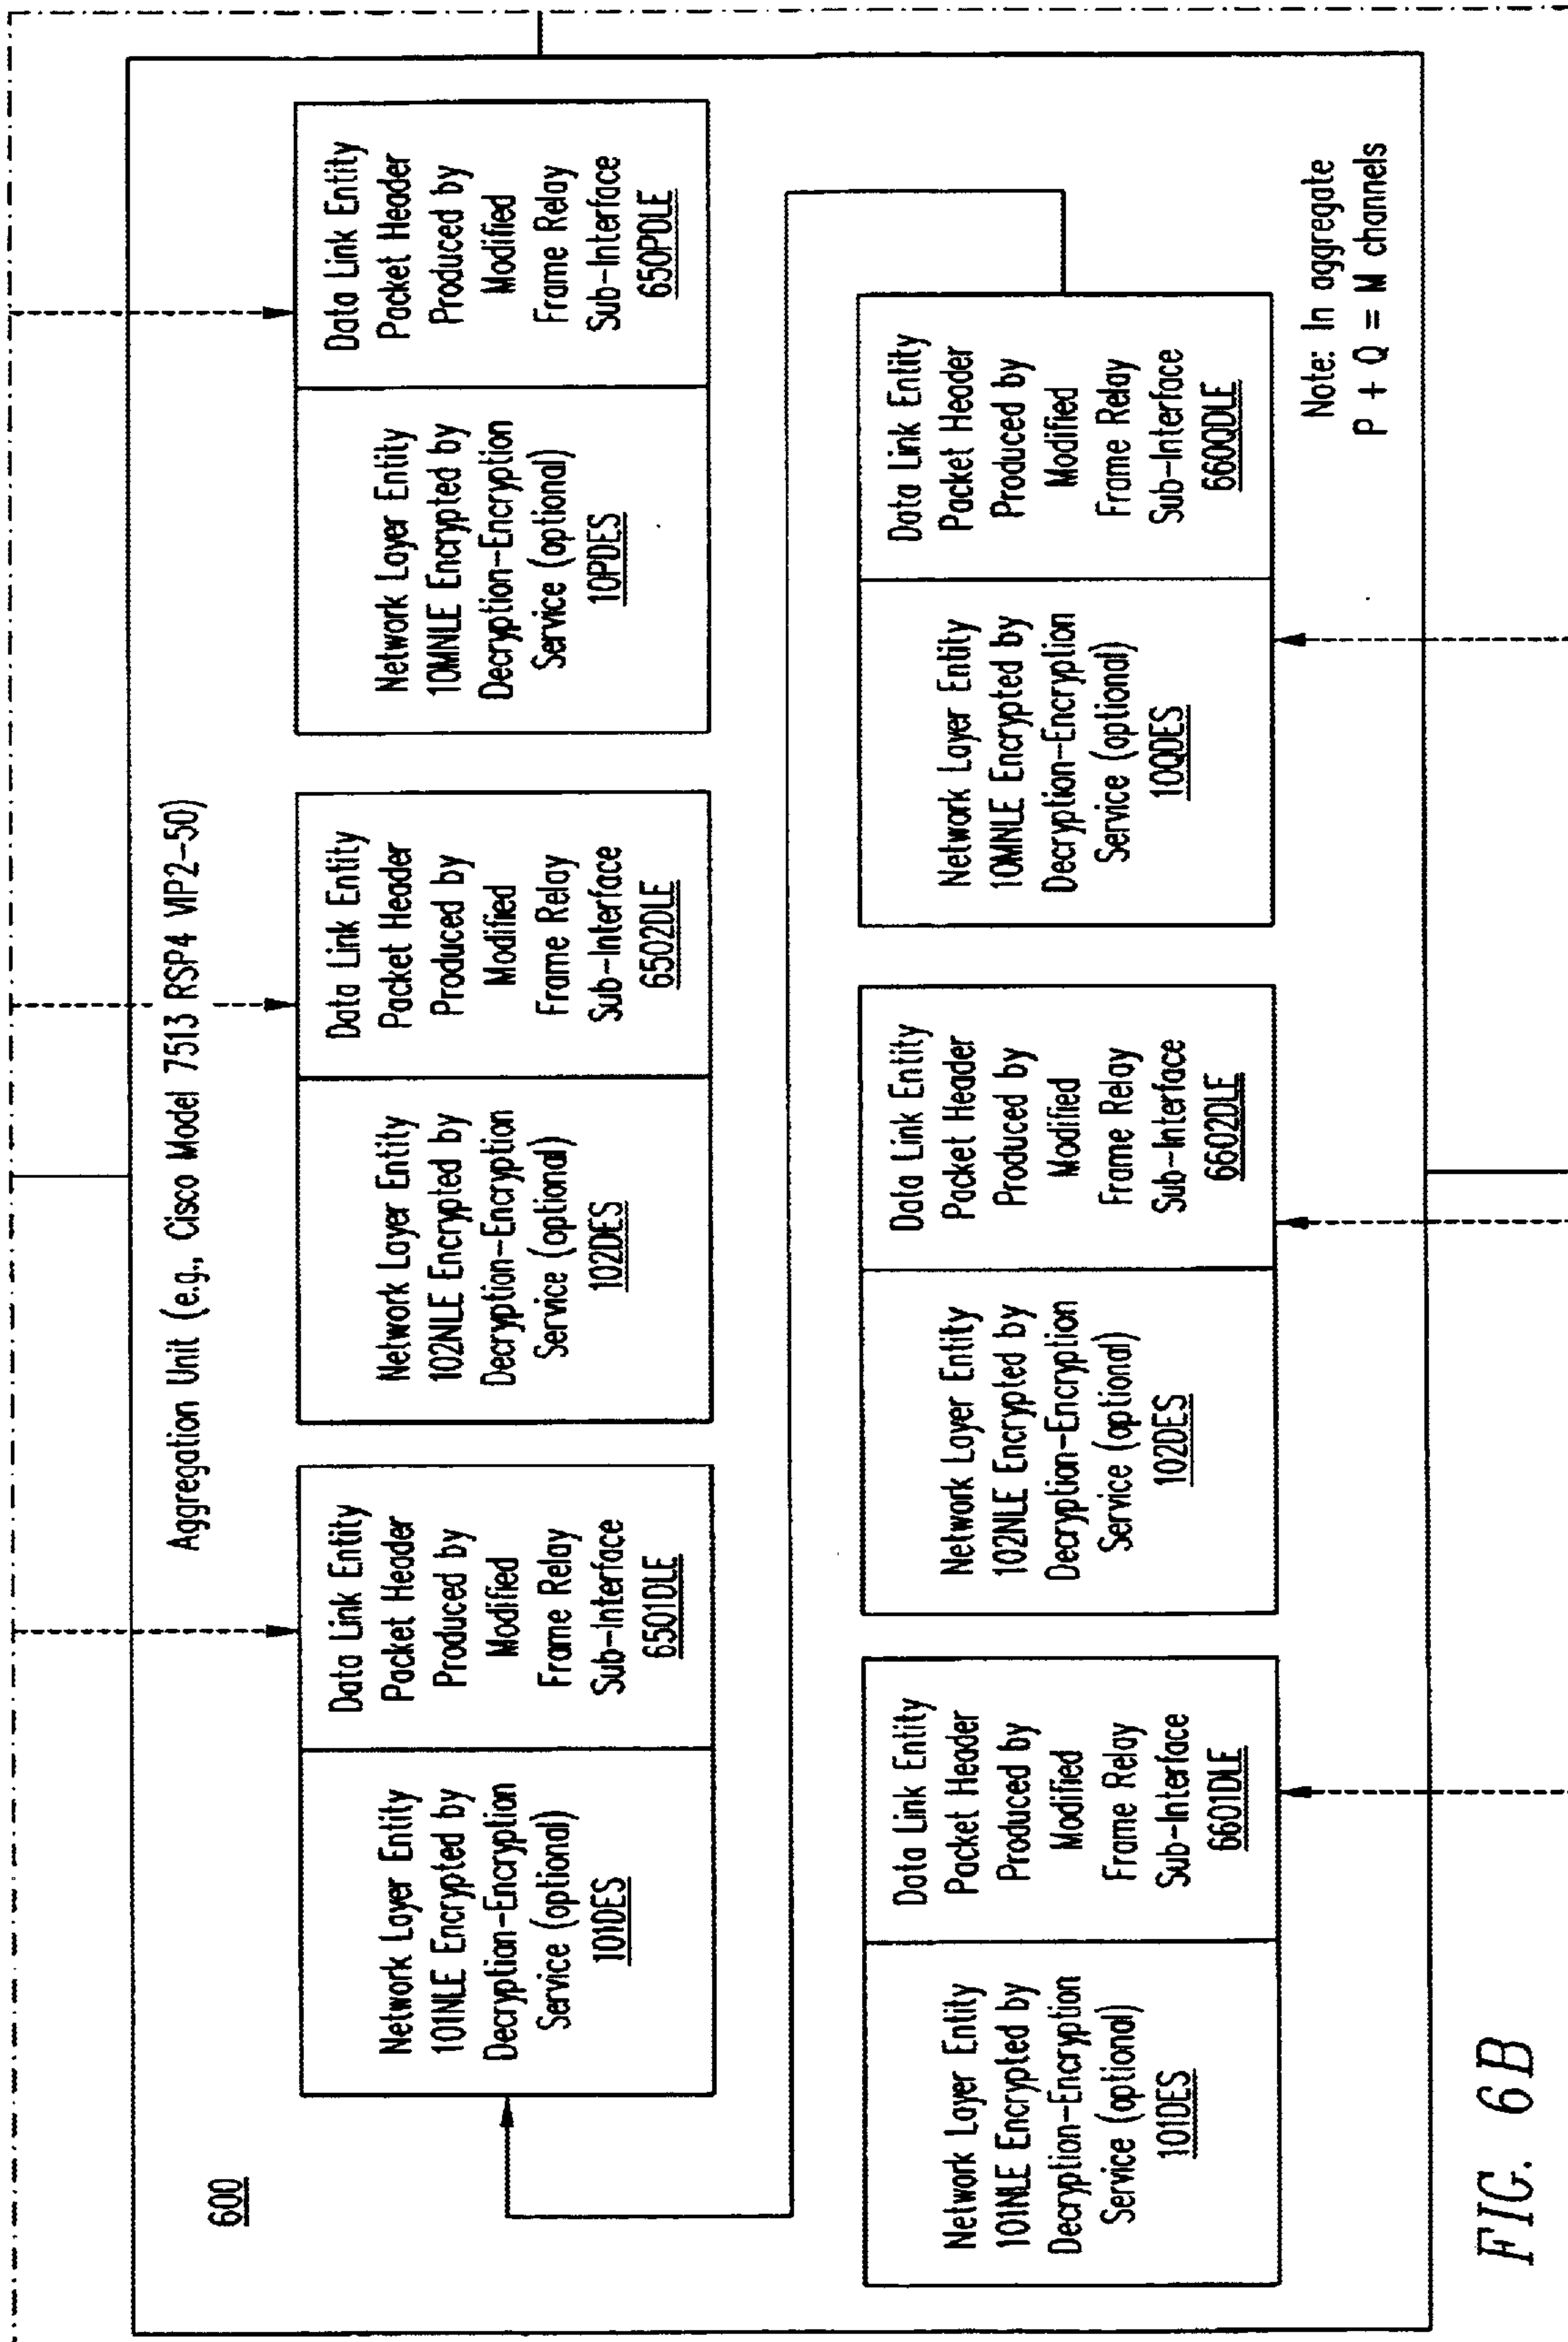 600
Aggregation Unit (e.g., Cisco Model 7513 RSP4 VIP2-50)
Network Layer Entity
101NLE Encrypted by
Decryption-Encryption
Service (optional)
101DES
Data Link Entity
Packet Header
Produced by
Modified
Frame Relay
Sub-Interface
6501DLE
Network Layer Entity
102NLE Encrypted by
Decryption-Encryption
Service (optional)
102DES
Data Link Entity
Packet Header
Produced by
Modified
Frame Relay
Sub-Interface
6502DLE
Network Layer Entity
10MNLE Encrypted by
Decryption-Encryption
Service (optional)
10PDES
Data Link Entity
Packet Header
Produced by
Modified
Frame Relay
Sub-Interface
650PDLE
Network Layer Entity
101NLE Encrypted by
Decryption-Encryption
Service (optional)
101DES
Data Link Entity
Packet Header
Produced by
Modified
Frame Relay
Sub-Interface
6601DLE
Network Layer Entity
102NLE Encrypted by
Decryption-Encryption
Service (optional)
102DES
Data Link Entity
Packet Header
Produced by
Modified
Frame Relay
Sub-Interface
6602DLE
Network Layer Entity
10MNLE Encrypted by
Decryption-Encryption
Service (optional)
10QDES
Data Link Entity
Packet Header
Produced by
Modified
Frame Relay
Sub-Interface
660QDLE
Note: In aggregate
P + Q = M channels
FIG. 6B